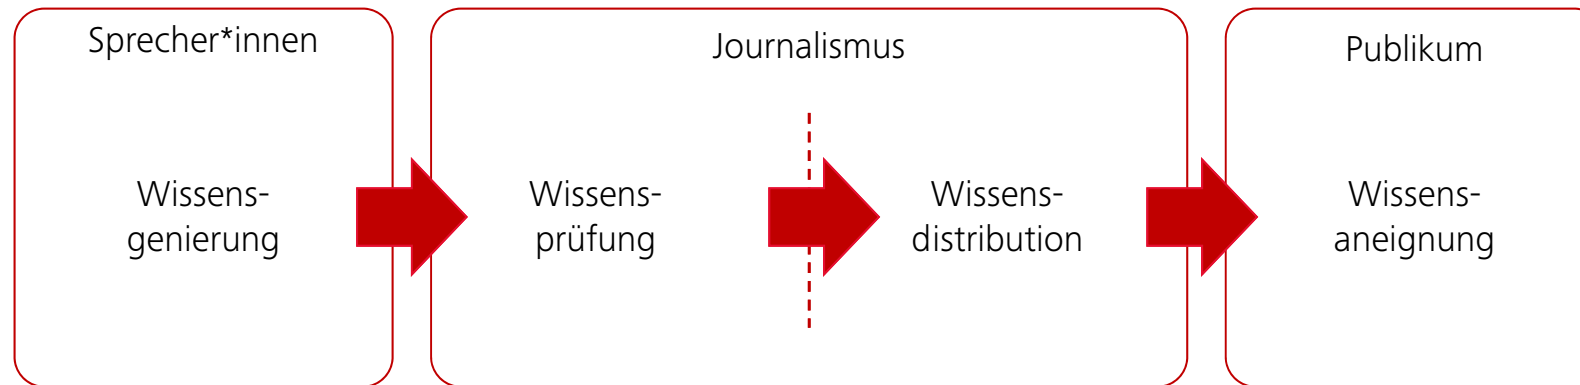 Sprecher*innen
Journalismus
Publikum
Wissens-
genierung
Wissens-
prüfung
Wissens-
distribution
Wissens-
aneignung